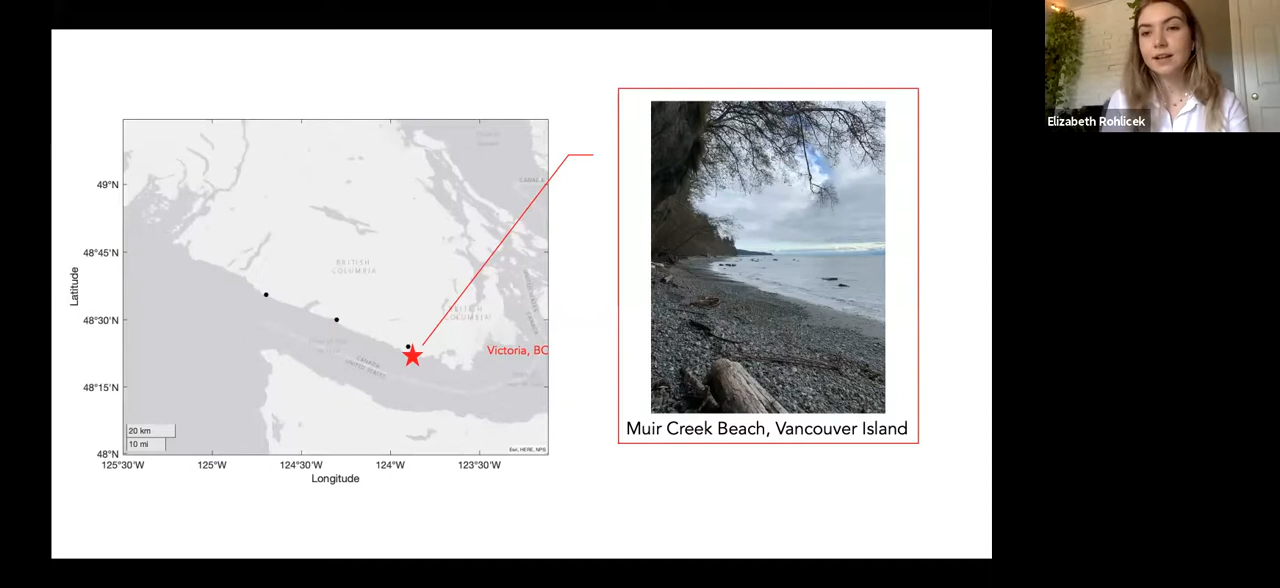 Elizabeth Rohlicek
49°N
CANADA
48°45'N
BRITISH
COLUMBIA
48°30'N
COLUMBIA
Victoria, BC
CANADA
UNITED STATES
48°15'N
20 km
10 mi
Esri, HERE, NPS
48°N
125°30'W 125°W 124°30'W 124°W 123°30'W
Latitude
Longitude
Muir Creek Beach, Vancouver Island